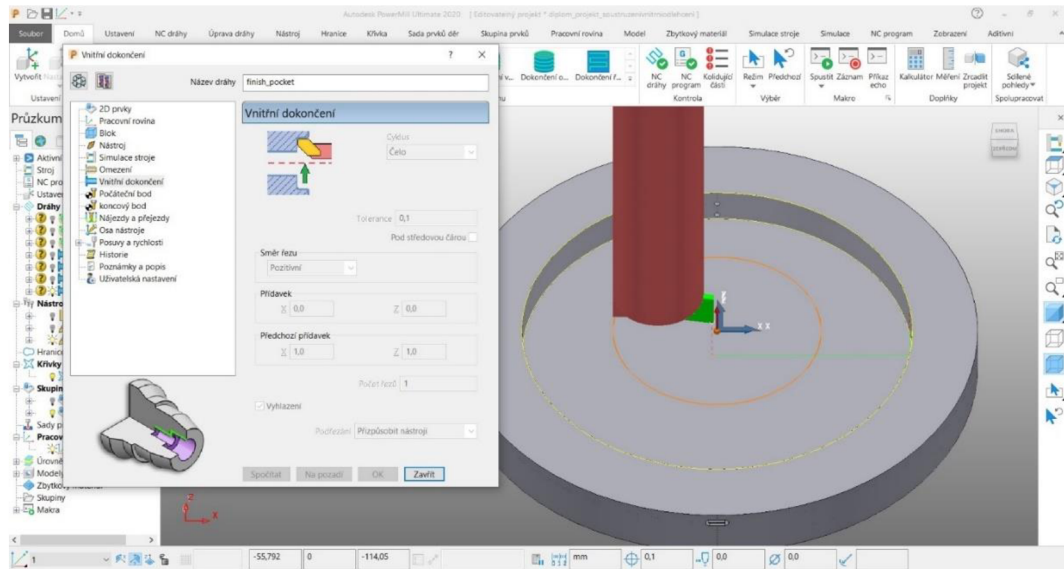 Autodesk PowerMill Ultimate 2020
Soubor Domů Ustavení NC dráhy Úprava dráhy Nástroj Hranice Křivka Sada prvků děr Skupina prvků Pracovní rovina Model Zbytkový materiál Simulace stroje Simulace NC program Zobrazení Aditivní
Vytvořit
Ustavení
Dokončení o...
Dokončení ř...
NC dráhy
NC program
Kolidující části
Kontrola
Režim
Předchozí
Výběr
Spustit
Záznam
Příkaz echo
Makro
Kalkulátor
Měření
Zrcadlit projekt
Doplňky
Sdílené pohledy
Spolupracovat
Vnitřní dokončení
Název dráhy finish_pocket
2D prvky
Pracovní rovina
Blok
Nástroj
Simulace stroje
Omezení
Vnitřní dokončení
Počáteční bod
koncový bod
Nájezdy a přejezdy
Osa nástroje
Posuvy a rychlosti
Historie
Poznámky a popis
Uživatelská nastavení
Vnitřní dokončení
Cyklus
Čelo
Tolerance 0,1
Pod středovou čárou
Směr řezu
Pozitivní
Přídavek
X 0,0 Z 0,0
Předchozí přídavek
X 1,0 Z 1,0
Počet řezů 1
Vyhlazení
Podřezání Přizpůsobit nástroji
Spočítat Na pozadí OK Zavřít
Průzkum
Aktivní
Stroj
NC pro
Ustave
Dráhy
Nástro
Hranic
Křivky
Skupin
Sady p
Pracov
Úrovně
Modely
Zbytkový materiál
Skupiny
Makra
X
Z
X
1 -55,792 0 -114,05 mm 0,1 0,0 0,0